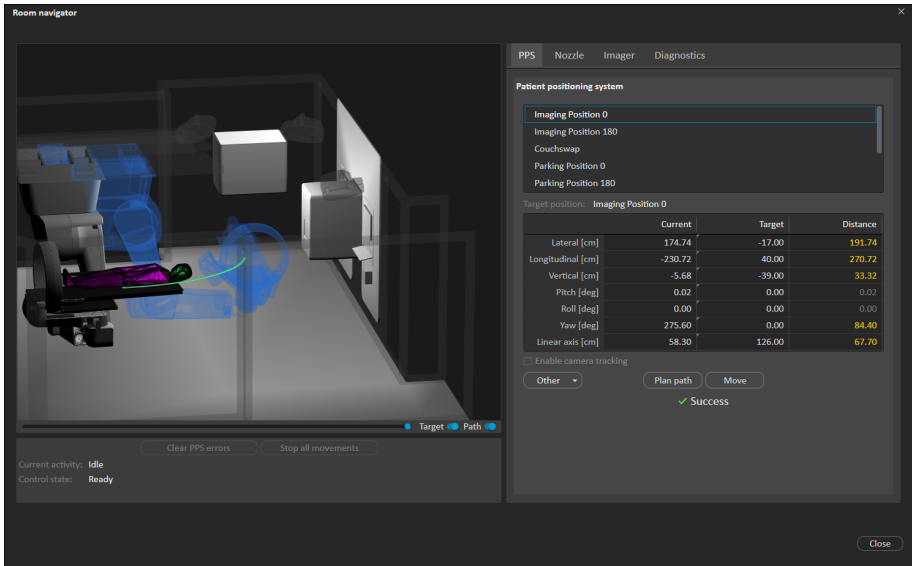 Room navigator
PPS Nozzle Imager Diagnostics
Patient positioning system
Imaging Position 0
Imaging Position 180
Couchswap
Parking Position 0
Parking Position 180
Target position: Imaging Position 0
Current Target Distance
Lateral [cm] 174.74 -17.00 191.74
Longitudinal [cm] -230.72 40.00 270.72
Vertical [cm] -5.68 -39.00 33.32
Pitch [deg] 0.02 0.00 0.02
Roll [deg] 0.00 0.00 0.00
Yaw [deg] 275.60 0.00 84.40
Linear axis [cm] 58.30 126.00 67.70
Enable camera tracking
Other Plan path Move
Success
Target Path
Clear PPS errors Stop all movements
Current activity: Idle
Control state: Ready
Close